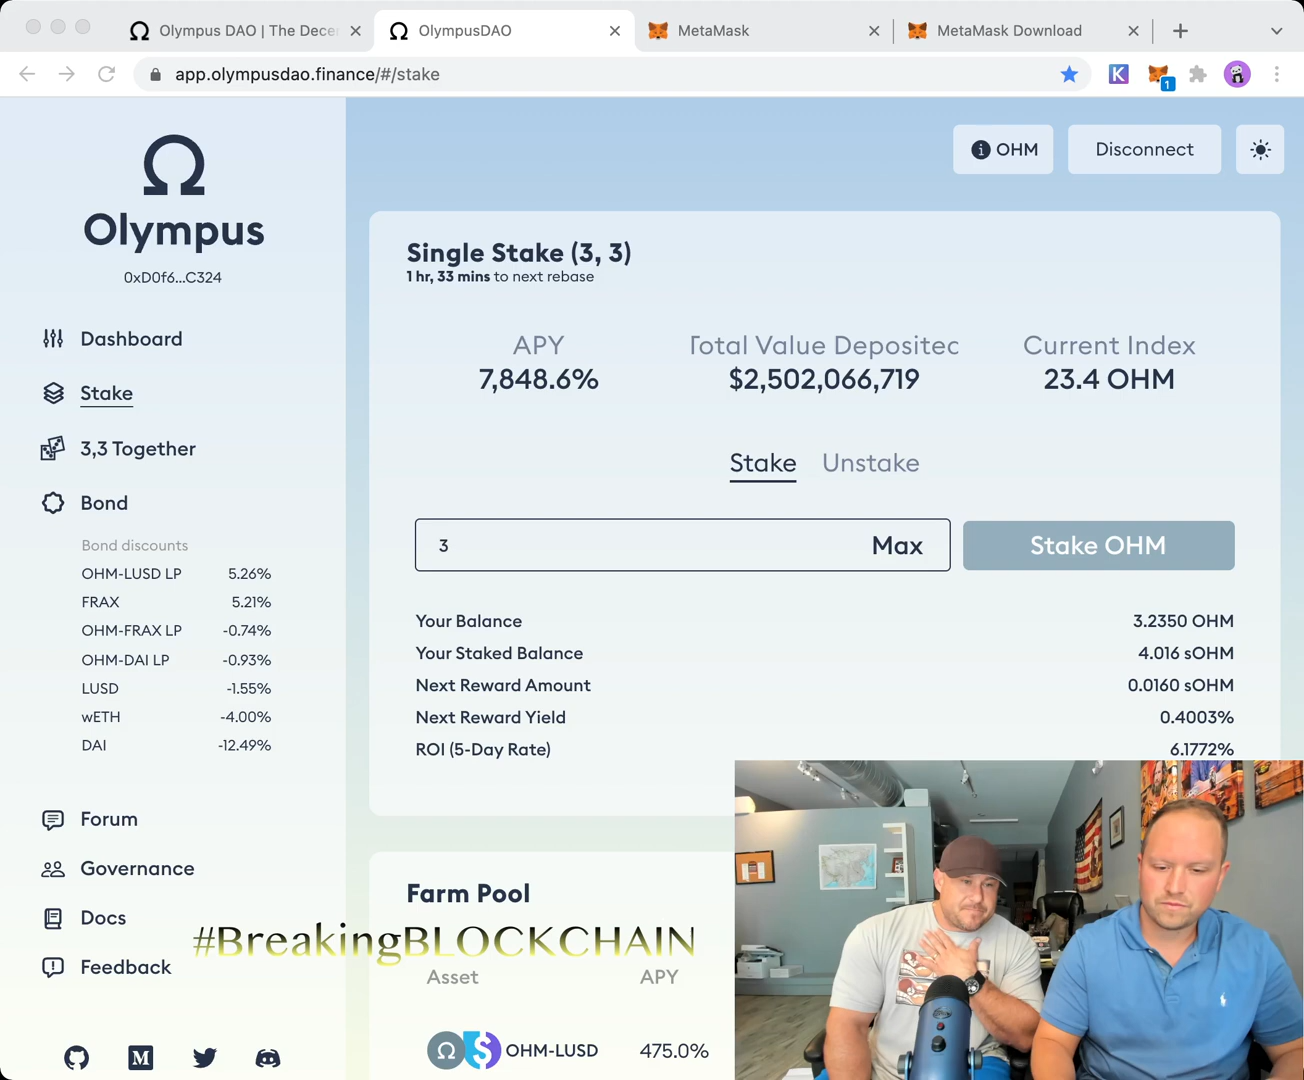 Olympus DAO | The Dece
OlympusDAO
MetaMask
MetaMask Download
app.olympusdao.finance/#/stake
K
1
Olympus
0xD0f6...C324
Dashboard
Stake
3,3 Together
Bond
Bond discounts
OHM-LUSD LP 5.26%
FRAX 5.21%
OHM-FRAX LP -0.74%
OHM-DAI LP -0.93%
LUSD -1.55%
wETH -4.00%
DAI -12.49%
Forum
Governance
Docs
Feedback
OHM
Disconnect
Single Stake (3, 3)
1 hr, 33 mins to next rebase
APY
7,848.6%
Total Value Deposited
$2,502,066,719
Current Index
23.4 OHM
Stake Unstake
3 Max
Stake OHM
Your Balance 3.2350 OHM
Your Staked Balance 4.016 sOHM
Next Reward Amount 0.0160 sOHM
Next Reward Yield 0.4003%
ROI (5-Day Rate) 6.1772%
Farm Pool
#BreakingBLOCKCHAIN
Asset APY
OHM-LUSD 475.0%